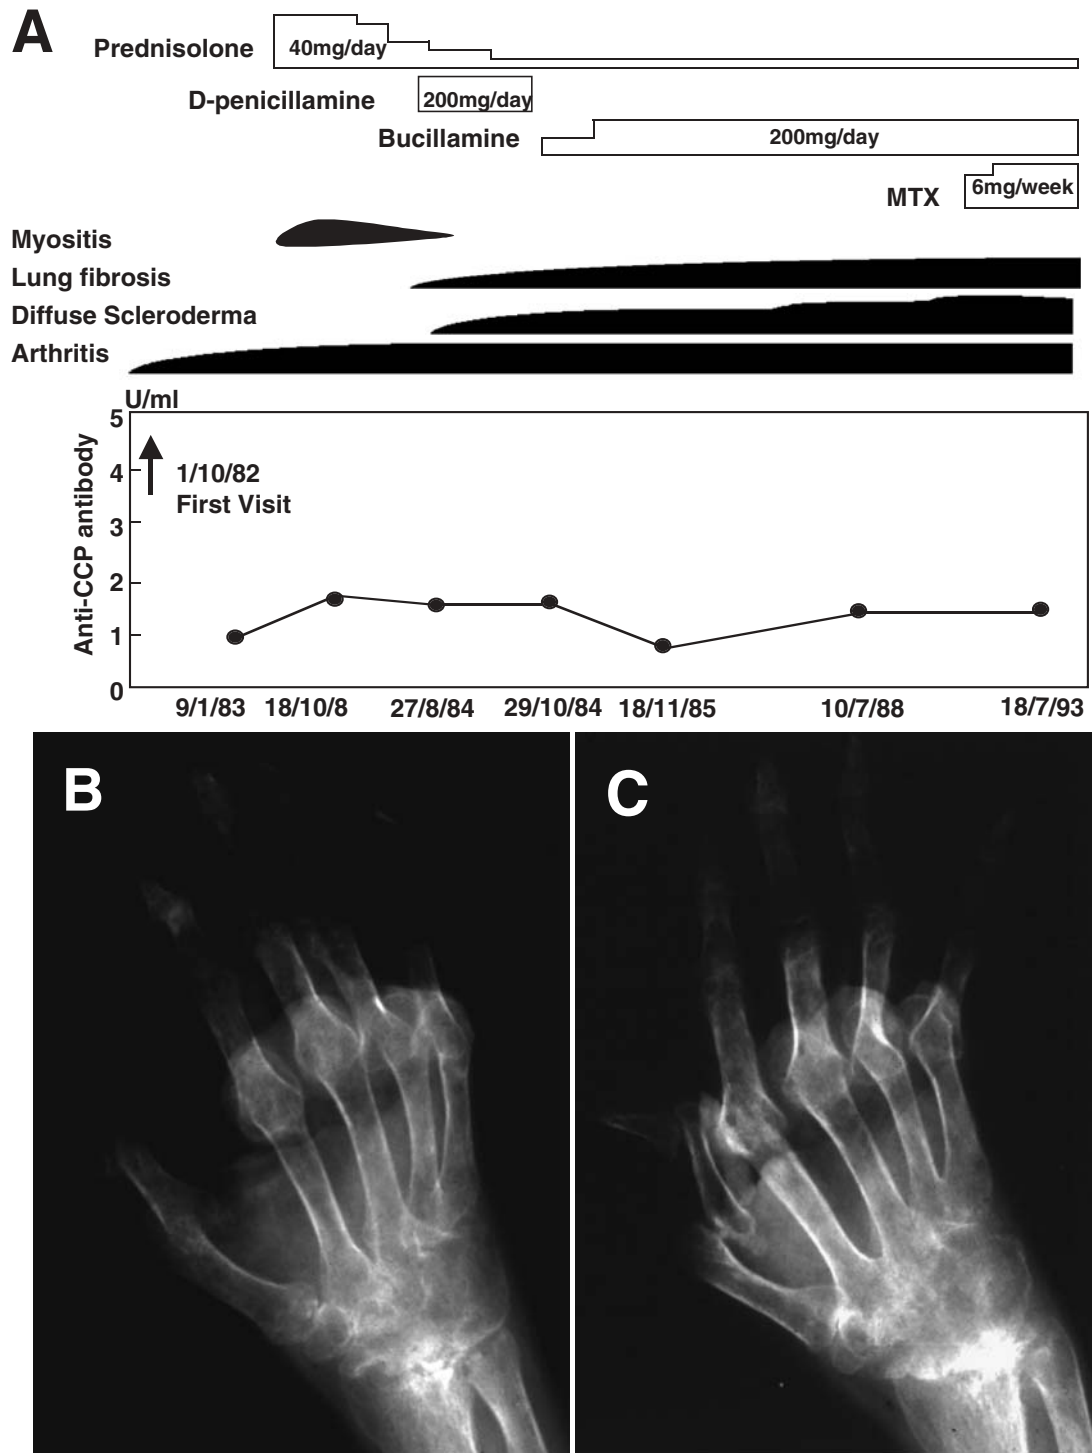 A
Prednisolone
40mg/day
D-penicillamine
200mg/day
Bucillamine
200mg/day
MTX
6mg/week
Myositis
Lung fibrosis
Diffuse Scleroderma
Arthritis
U/ml
Anti-CCP antibody
5
4
3
2
1
0
1/10/82
First Visit
9/1/83 18/10/8 27/8/84 29/10/84 18/11/85 10/7/88 18/7/93
B
C